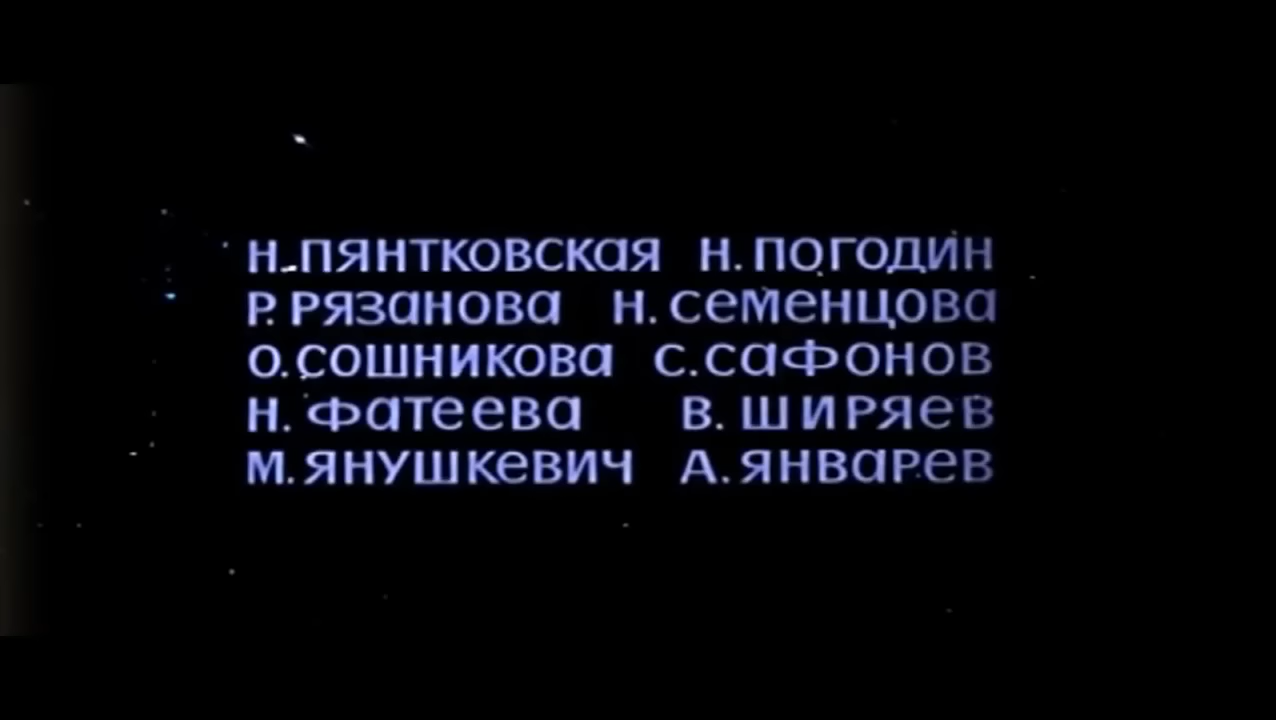 Н. ПЯНТКОВСКАЯ Н. ПОГОДИН
Р. РЯЗАНОВА Н. СЕМЕНЦОВА
О. СОШНИКОВА С. САФОНОВ
Н. ФАТЕЕВА В. ШИРЯЕВ
М. ЯНУШКЕВИЧ А. ЯНВАРЕВ